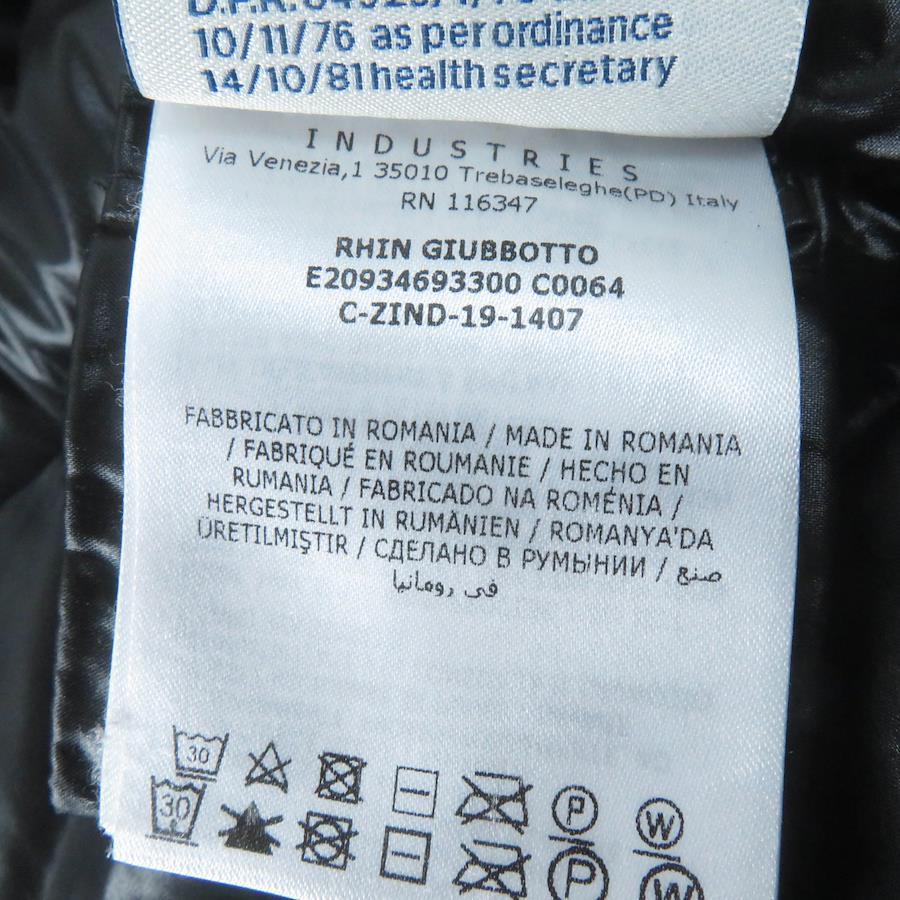 10/11/76 as per ordinance
14/10/81 health secretary
INDUSTRIES
Via Venezia,1 35010 Trebaseleghe(PD) Italy
RN 116347
RHIN GIUBBOTTO
E20934693300 C0064
C-ZIND-19-1407
FABBRICATO IN ROMANIA / MADE IN ROMANIA
/ FABRIQUÉ EN ROUMANIE / HECHO EN
RUMANIA / FABRICADO NA ROMÉNIA /
HERGESTELLT IN RUMÄNIEN / ROMANYA'DA
ÜRETILMIŞTIR / СДЕЛАНО В РУМЫНИИ / صنع
في رومانيا
30 P W
30 P W